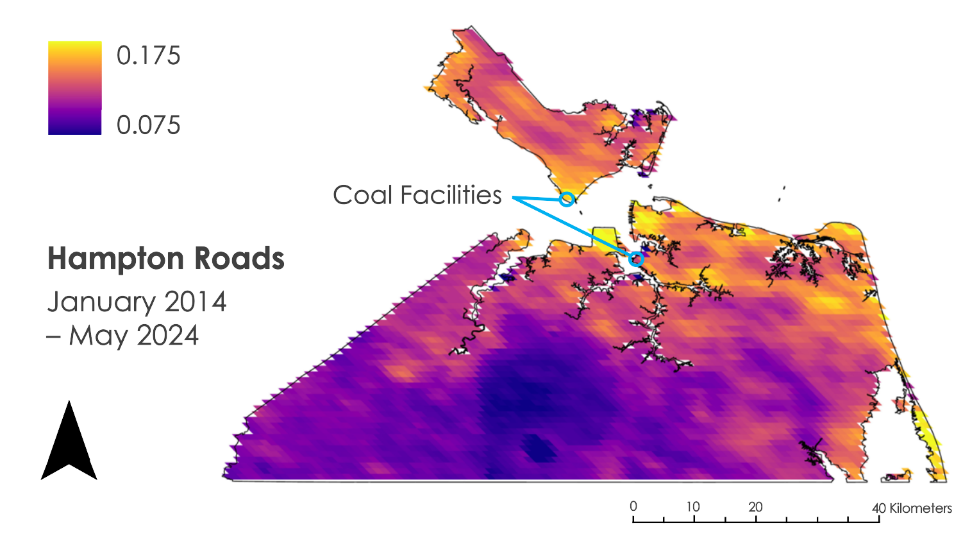 0.175
0.075
Coal Facilities
Hampton Roads
January 2014
– May 2024
0 10 20 40 Kilometers